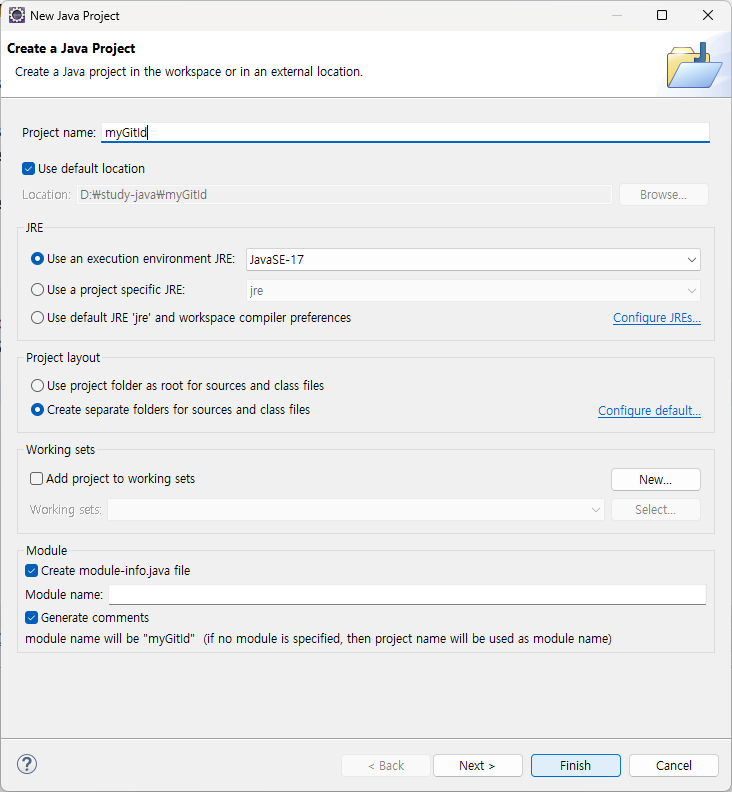 New Java Project
Create a Java Project
Create a Java project in the workspace or in an external location.
Project name: myGitId
Use default location
Location: D:₩study-java₩myGitId Browse...
JRE
Use an execution environment JRE: JavaSE-17
Use a project specific JRE: jre
Use default JRE 'jre' and workspace compiler preferences Configure JREs...
Project layout
Use project folder as root for sources and class files
Create separate folders for sources and class files Configure default...
Working sets
Add project to working sets New...
Working sets: Select...
Module
Create module-info.java file
Module name:
Generate comments
module name will be "myGitId" (if no module is specified, then project name will be used as module name)
? < Back Next > Finish Cancel